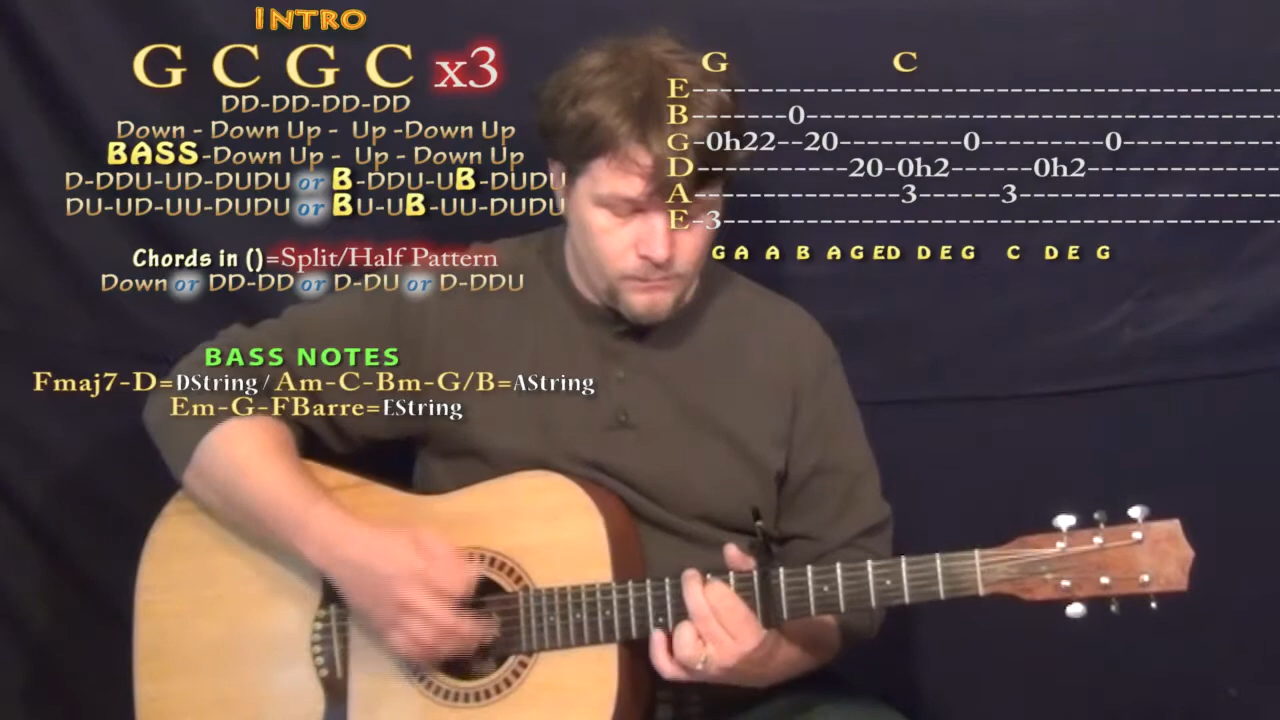 INTRO
G C G C x3
DD-DD-DD-DD
Down - Down Up - Up -Down Up
BASS-Down Up - Up - Down Up
D-DDU-UD-DUDU or B-DDU-UB-DUDU
DU-UD-UU-DUDU or BU-UB-UU-DUDU
Chords in ()=Split/Half Pattern
Down or DD-DD or D-DU or D-DDU
BASS NOTES
Fmaj7-D=DString / Am-C-Bm-G/B=AString
Em-G-FBarre=EString
G C
E--------------------------------------------------
B--------0-----------------------------------------
G-0h22--20---------0---------0------------
D-------------20-0h2------0h2-------------
A-----------------3-------3------------------
E-3------------------------------------------------
G A A B A G E D D E G C D E G